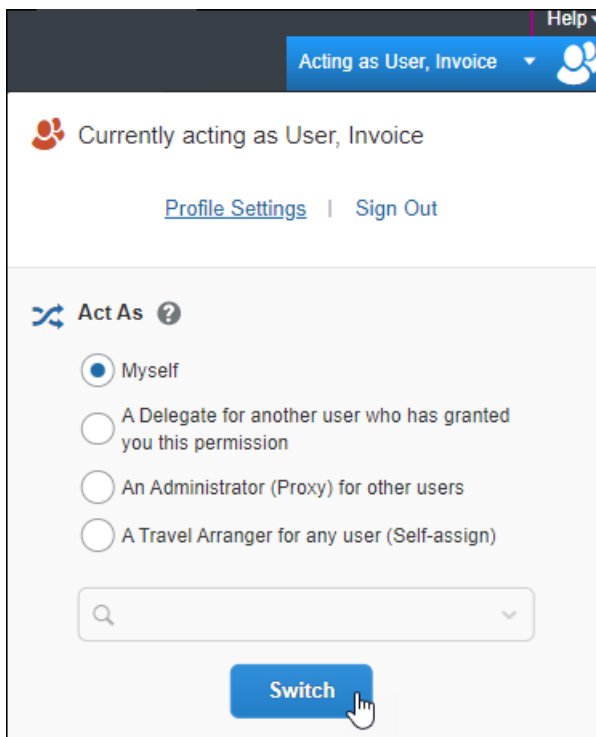 Help
Acting as User, Invoice
Currently acting as User, Invoice
Profile Settings | Sign Out
Act As ?
Myself
A Delegate for another user who has granted
you this permission
An Administrator (Proxy) for other users
A Travel Arranger for any user (Self-assign)
Switch